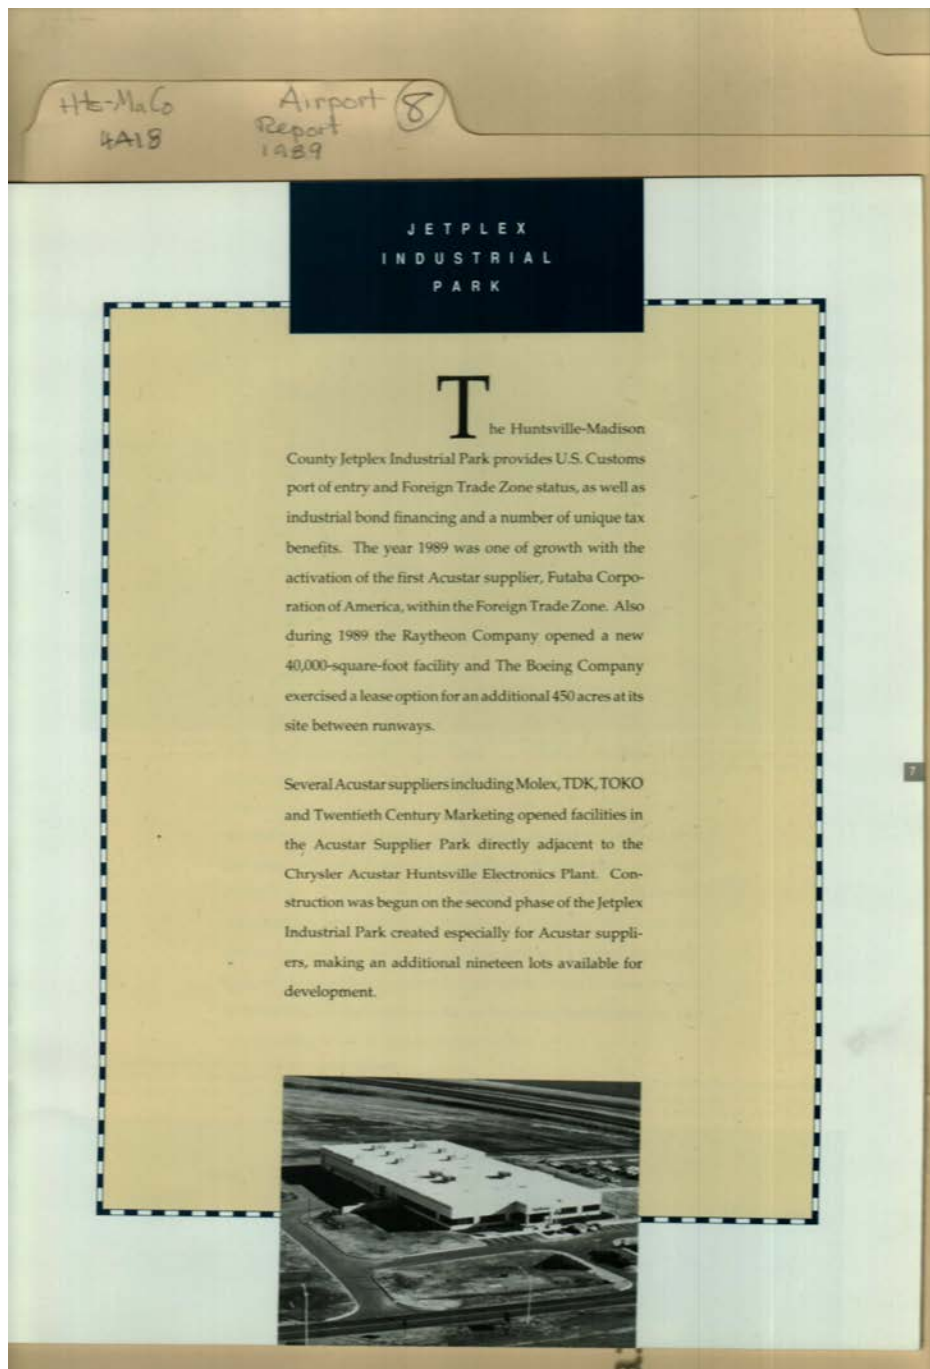 Hts-MaCo Airport 8
4A18 Report
1989
JETPLEX
INDUSTRIAL
PARK
The Huntsville-Madison
County Jetplex Industrial Park provides U.S. Customs
port of entry and Foreign Trade Zone status, as well as
industrial bond financing and a number of unique tax
benefits. The year 1989 was one of growth with the
activation of the first Acustar supplier, Futaba Corpo-
ration of America, within the Foreign Trade Zone. Also
during 1989 the Raytheon Company opened a new
40,000-square-foot facility and The Boeing Company
exercised a lease option for an additional 450 acres at its
site between runways.
7
Several Acustar suppliers including Molex, TDK, TOKO
and Twentieth Century Marketing opened facilities in
the Acustar Supplier Park directly adjacent to the
Chrysler Acustar Huntsville Electronics Plant. Con-
struction was begun on the second phase of the Jetplex
Industrial Park created especially for Acustar suppli-
ers, making an additional nineteen lots available for
development.